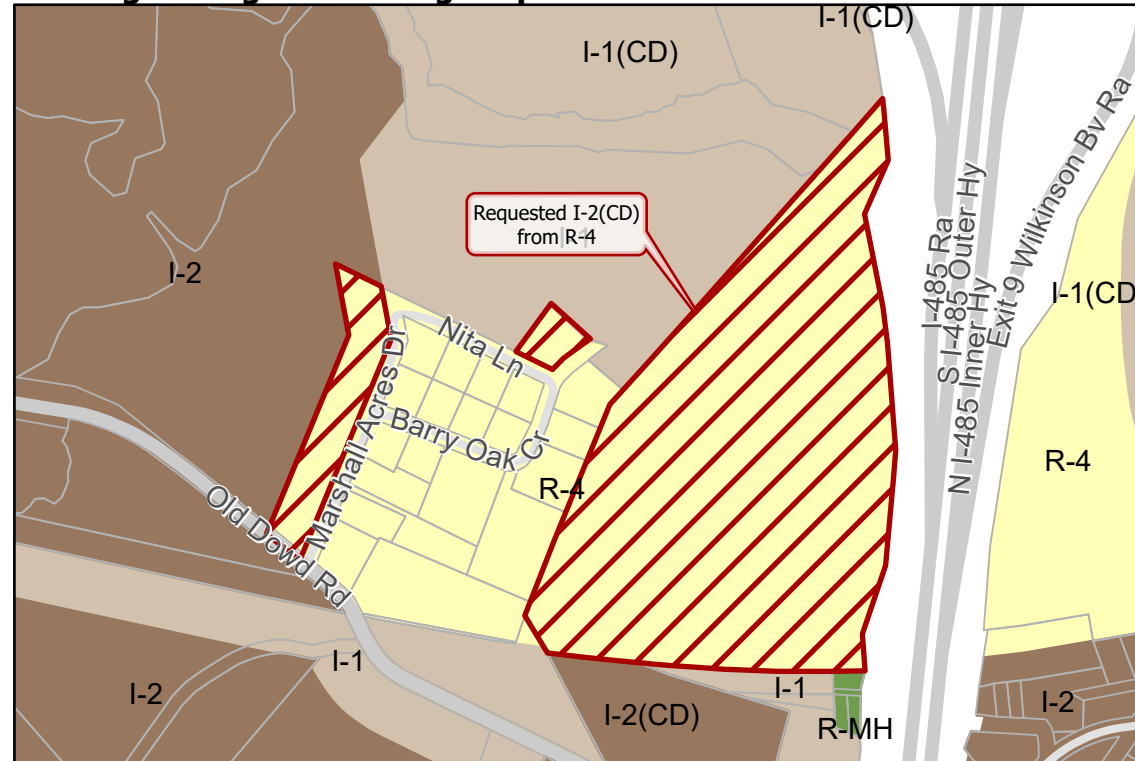 I-1(CD)
I-1(CD)
Requested I-2(CD)
from R-4
I-2
I-485 Ra
S I-485 Outer Hy
N I-485 Inner Hy
Exit 9 Wilkinson Bv Ra
I-1(CD
Nita Ln
Marshall Acres Dr
Barry Oak Cr
R-4
R-4
Old Dowd Rd
I-1
I-2
I-2(CD)
I-1
R-MH
I-2